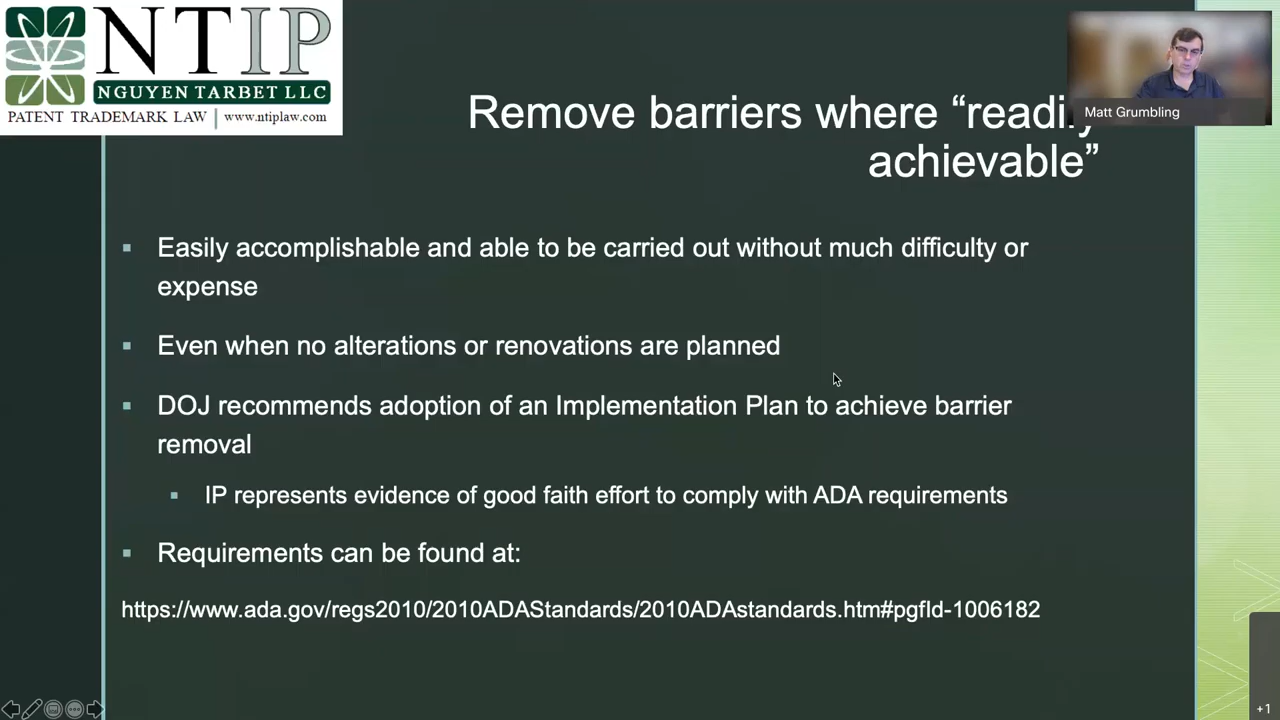 NTIP
NGUYEN TARBET LLC
PATENT TRADEMARK LAW | www.ntiplaw.com
Matt Grumbling
Remove barriers where “readily
achievable”
▪ Easily accomplishable and able to be carried out without much difficulty or
expense
▪ Even when no alterations or renovations are planned
▪ DOJ recommends adoption of an Implementation Plan to achieve barrier
removal
▪ IP represents evidence of good faith effort to comply with ADA requirements
▪ Requirements can be found at:
https://www.ada.gov/regs2010/2010ADAStandards/2010ADAstandards.htm#pgfId-1006182
+1